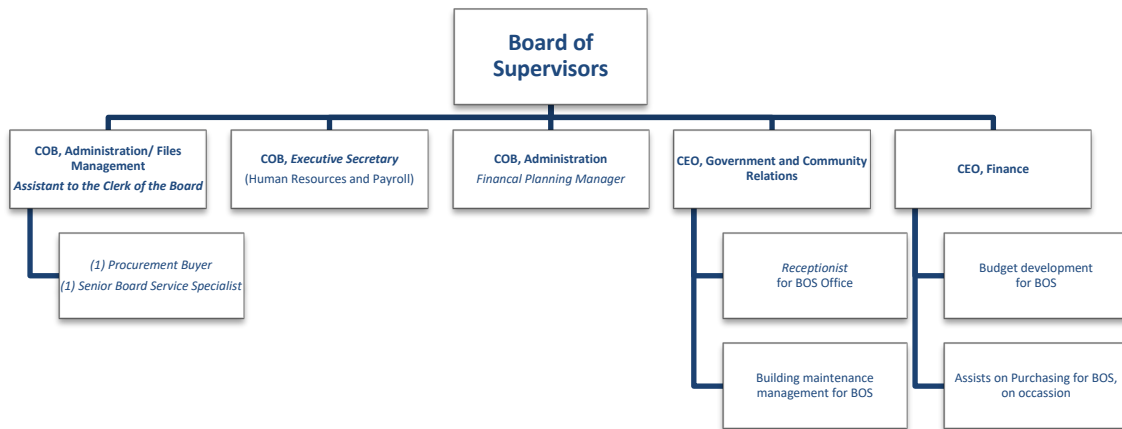 Board of
Supervisors
COB, Administration/ Files
Management
Assistant to the Clerk of the Board
COB, Executive Secretary
(Human Resources and Payroll)
COB, Administration
Financal Planning Manager
CEO, Government and Community
Relations
CEO, Finance
(1) Procurement Buyer
(1) Senior Board Service Specialist
Receptionist
for BOS Office
Budget development
for BOS
Building maintenance
management for BOS
Assists on Purchasing for BOS,
on occassion